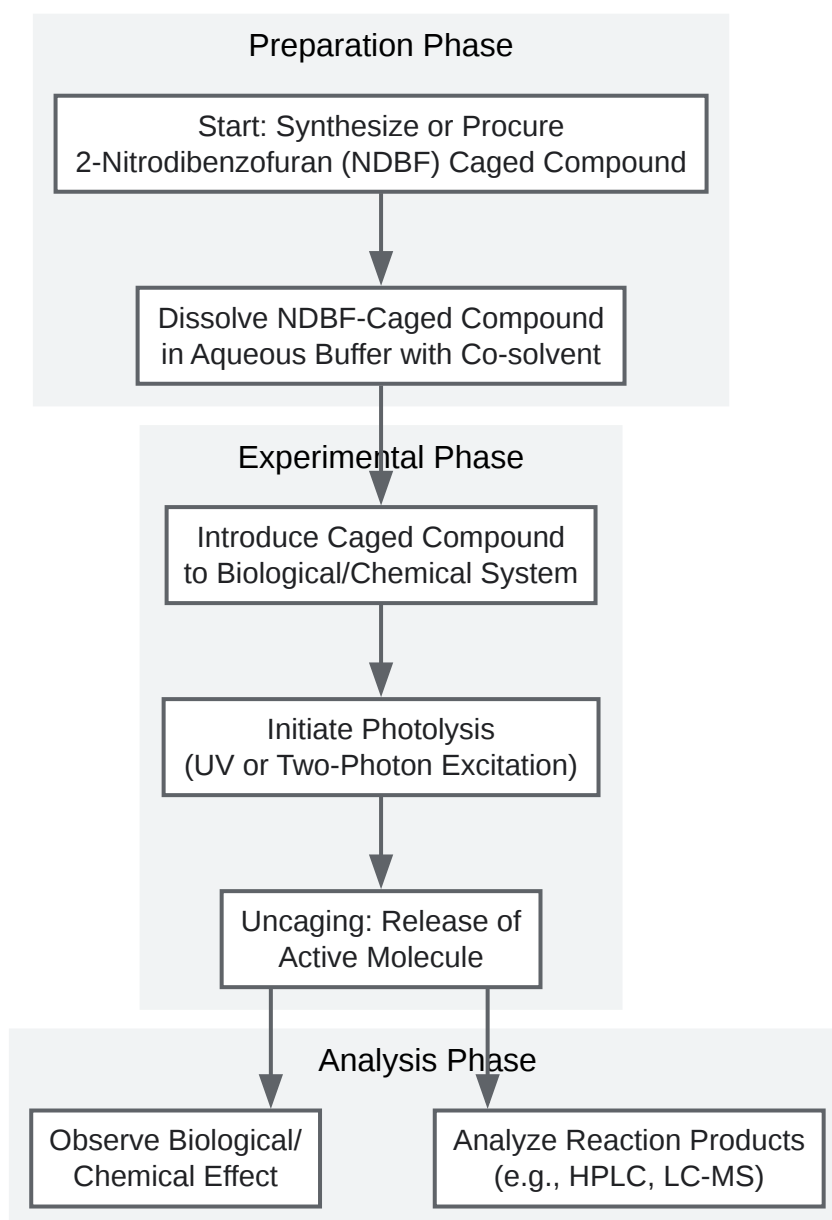 Preparation Phase
Start: Synthesize or Procure
2-Nitrodibenzofuran (NDBF) Caged Compound
Dissolve NDBF-Caged Compound
in Aqueous Buffer with Co-solvent
Experimental Phase
Introduce Caged Compound
to Biological/Chemical System
Initiate Photolysis
(UV or Two-Photon Excitation)
Uncaging: Release of
Active Molecule
Analysis Phase
Observe Biological/
Chemical Effect
Analyze Reaction Products
(e.g., HPLC, LC-MS)